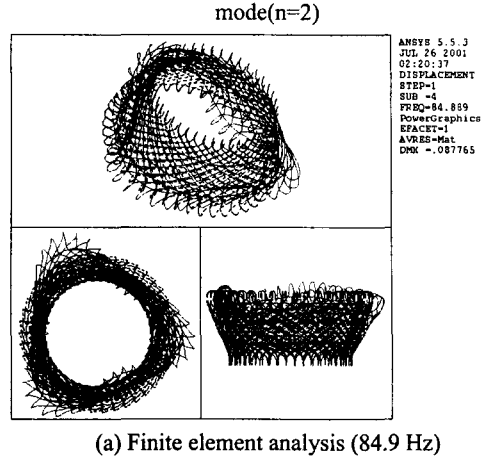 mode(n=2)
ANSYS 5.5.3
JUL 26 2001
02:20:37
DISPLACEMENT
STEP=1
SUB =4
FREQ=84.889
PowerGraphics
EFACET=1
AVRES=Mat
DMX =.087765
(a) Finite element analysis (84.9 Hz)